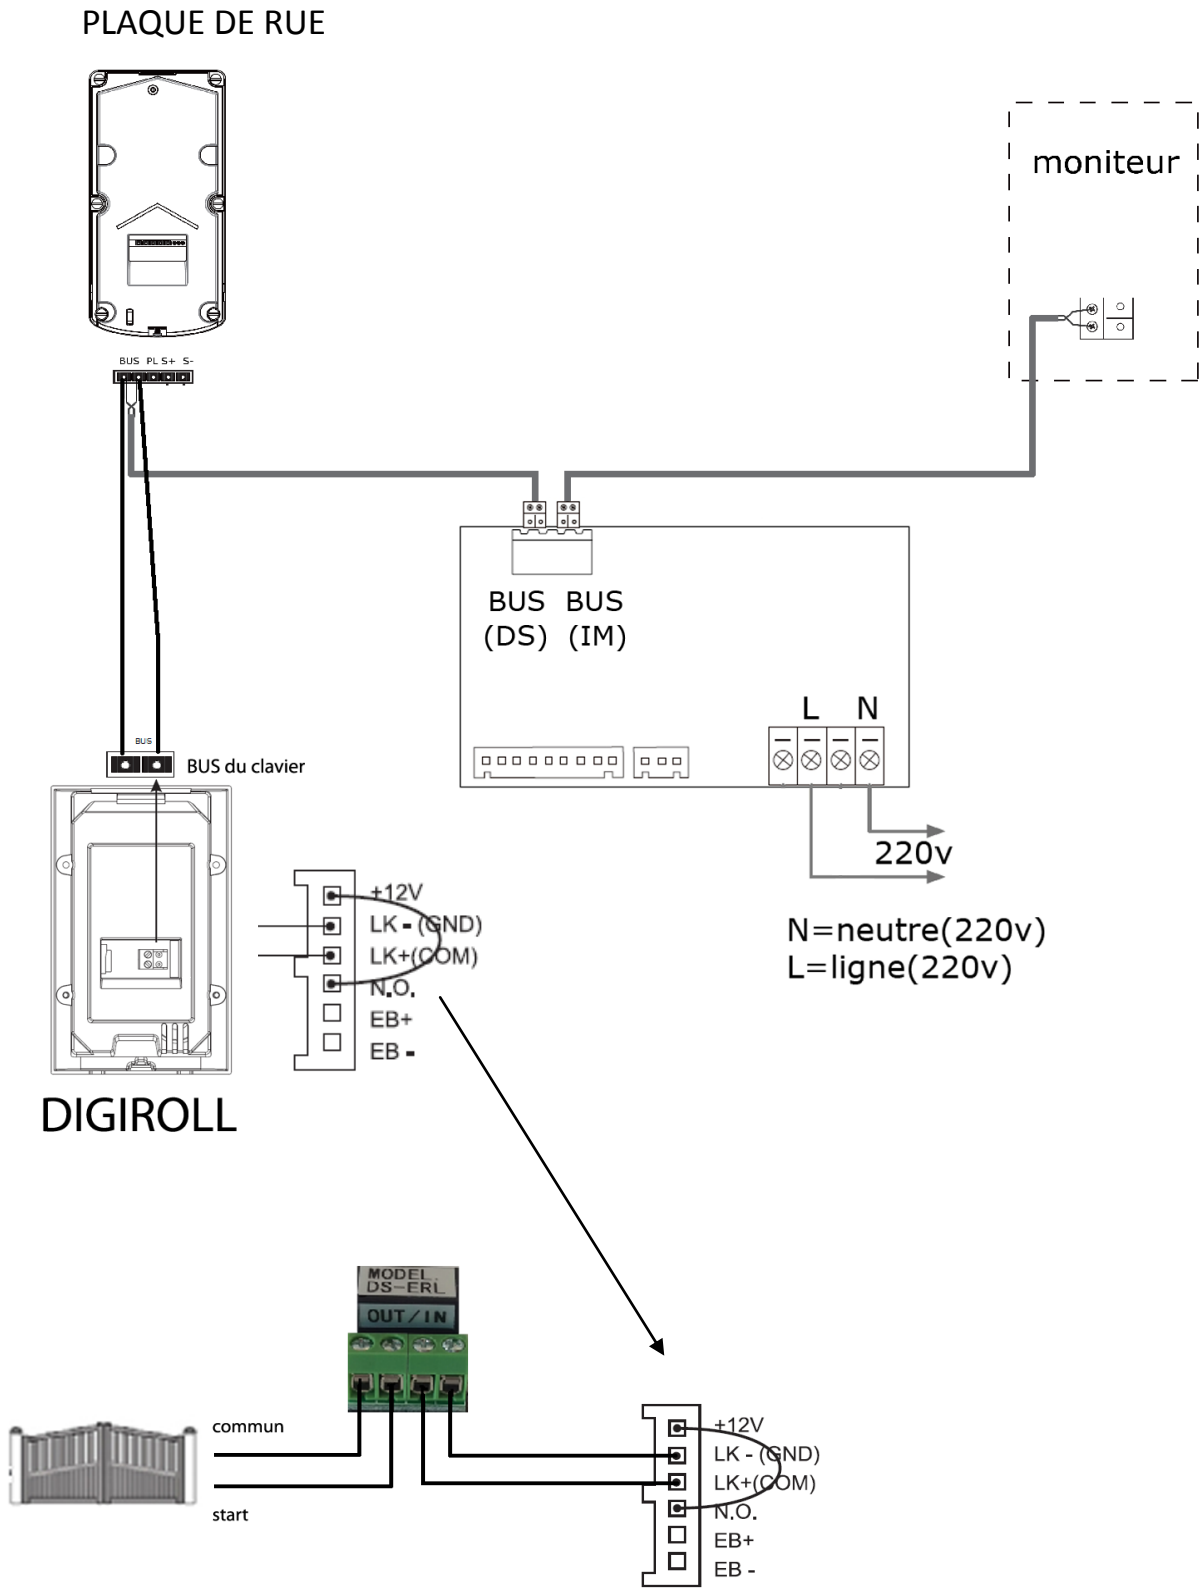 PLAQUE DE RUE
moniteur
BUS PL S+ S-
BUS BUS
(DS) (IM)
L N
BUS
BUS du clavier
220v
+12V
LK - (GND)
LK+(COM)
N.O.
EB+
EB -
N=neutre(220v)
L=ligne(220v)
DIGIROLL
MODEL.
DS-ERL
OUT/IN
commun
start
+12V
LK - (GND)
LK+(COM)
N.O.
EB+
EB -